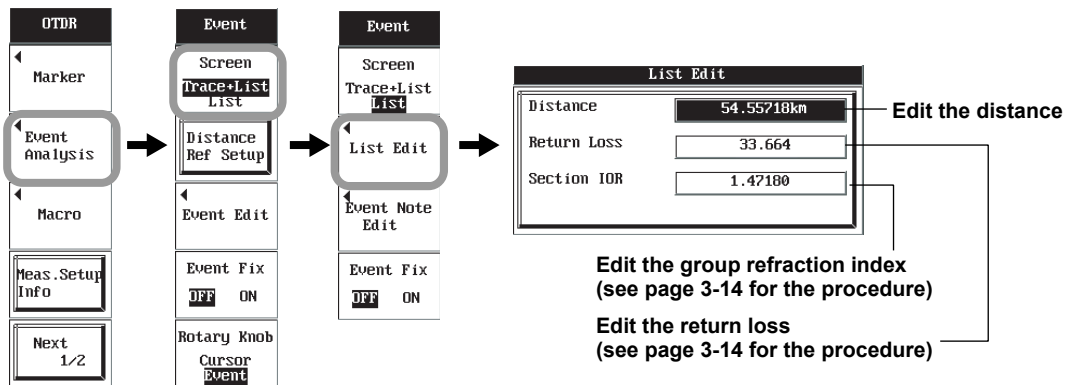 OTDR
Marker
Event
Analysis
Macro
Meas.Setup
Info
Next
1/2
Event
Screen
Trace+List
List
Distance
Ref Setup
Event Edit
Event Fix
OFF ON
Rotary Knob
Cursor
Event
Event
Screen
Trace+List
List
List Edit
Event Note
Edit
Event Fix
OFF ON
List Edit
Distance 54.55718km
Return Loss 33.664
Section IOR 1.47180
Edit the distance
Edit the group refraction index
(see page 3-14 for the procedure)
Edit the return loss
(see page 3-14 for the procedure)